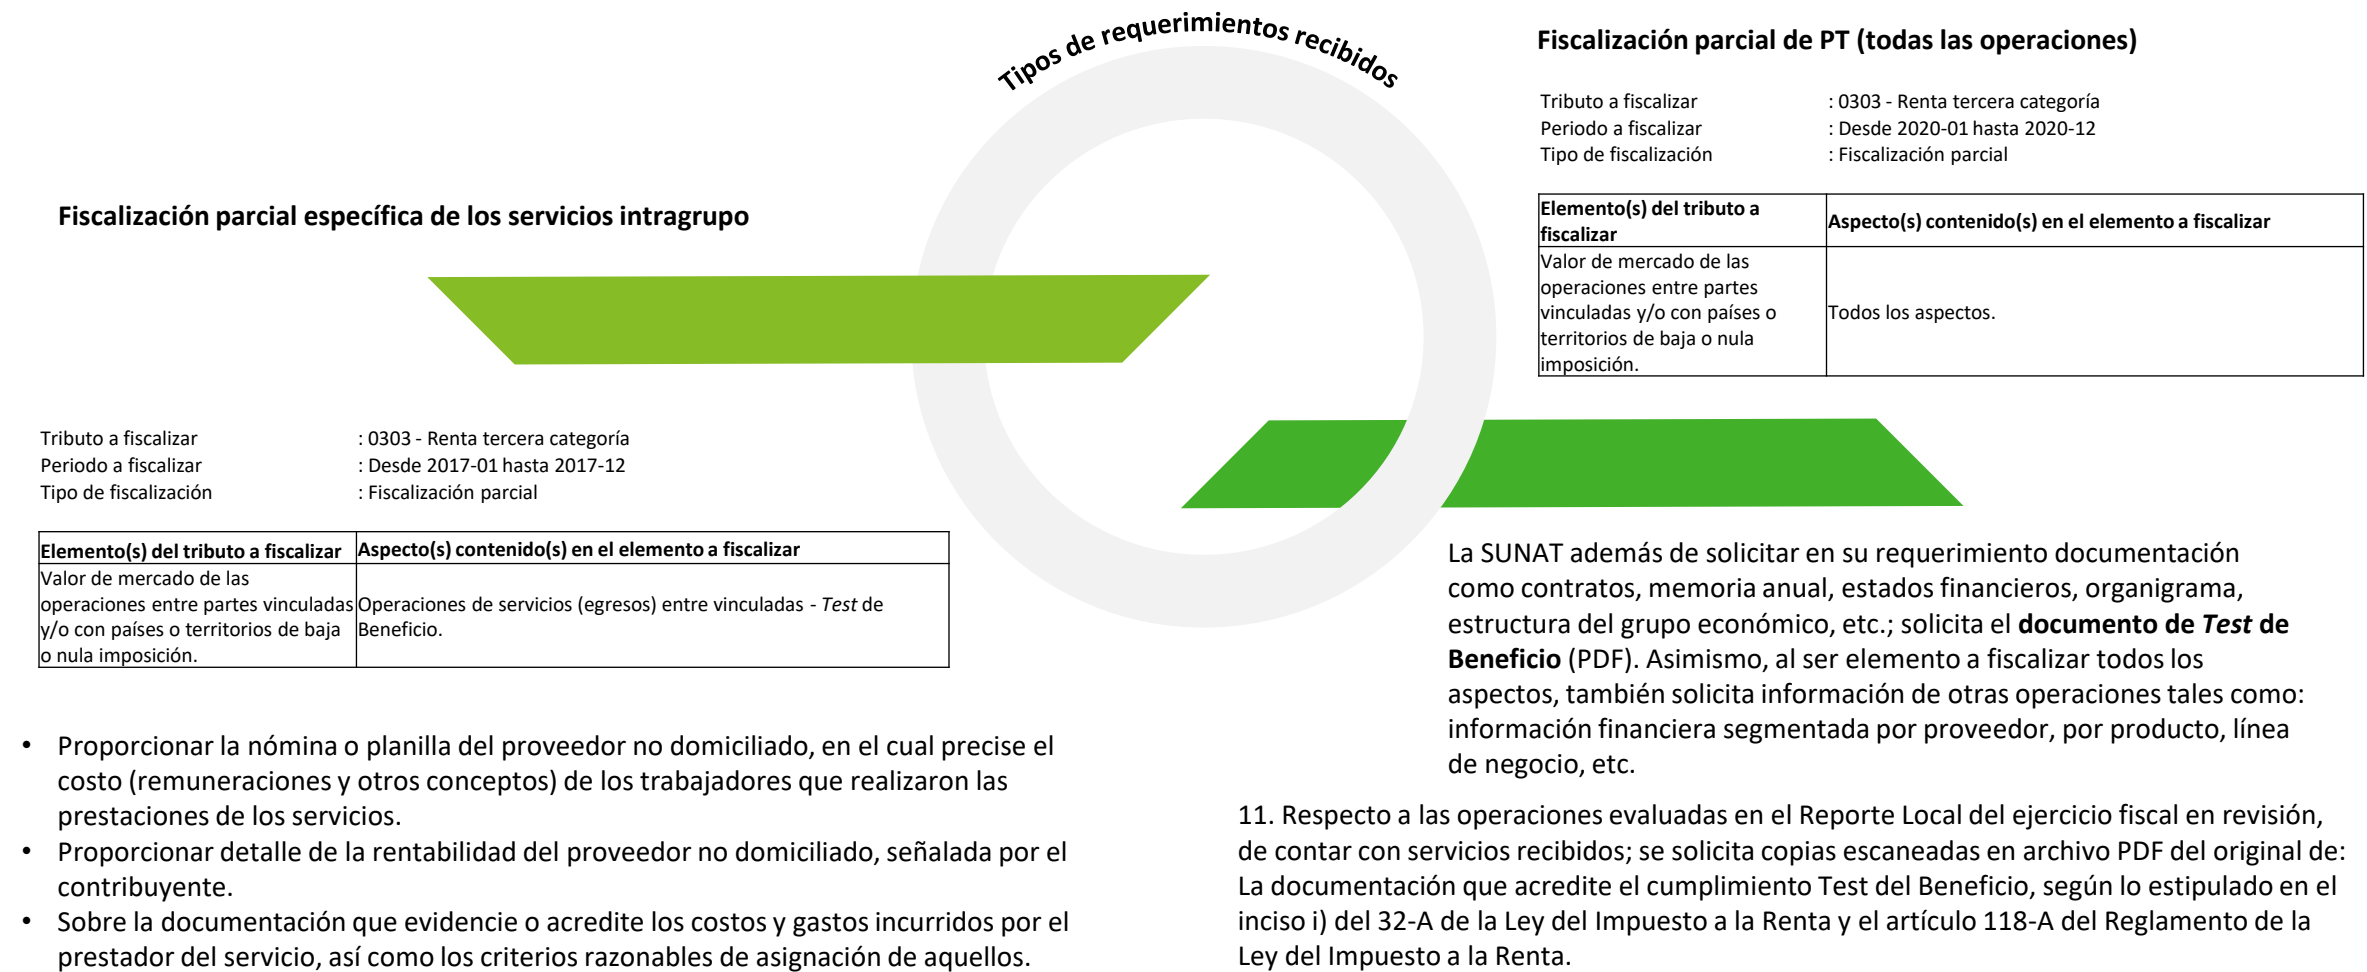 Tipos de requerimientos recibidos
Fiscalización parcial específica de los servicios intragrupo
Tributo a fiscalizar : 0303 - Renta tercera categoría
Periodo a fiscalizar : Desde 2017-01 hasta 2017-12
Tipo de fiscalización : Fiscalización parcial
Elemento(s) del tributo a fiscalizar Aspecto(s) contenido(s) en el elemento a fiscalizar
Valor de mercado de las
operaciones entre partes vinculadas
y/o con países o territorios de baja
o nula imposición.
Operaciones de servicios (egresos) entre vinculadas - Test de
Beneficio.
• Proporcionar la nómina o planilla del proveedor no domiciliado, en el cual precise el
costo (remuneraciones y otros conceptos) de los trabajadores que realizaron las
prestaciones de los servicios.
• Proporcionar detalle de la rentabilidad del proveedor no domiciliado, señalada por el
contribuyente.
• Sobre la documentación que evidencie o acredite los costos y gastos incurridos por el
prestador del servicio, así como los criterios razonables de asignación de aquellos.
Fiscalización parcial de PT (todas las operaciones)
Tributo a fiscalizar : 0303 - Renta tercera categoría
Periodo a fiscalizar : Desde 2020-01 hasta 2020-12
Tipo de fiscalización : Fiscalización parcial
Elemento(s) del tributo a
fiscalizar
Aspecto(s) contenido(s) en el elemento a fiscalizar
Valor de mercado de las
operaciones entre partes
vinculadas y/o con países o
territorios de baja o nula
imposición.
Todos los aspectos.
La SUNAT además de solicitar en su requerimiento documentación
como contratos, memoria anual, estados financieros, organigrama,
estructura del grupo económico, etc.; solicita el documento de Test de
Beneficio (PDF). Asimismo, al ser elemento a fiscalizar todos los
aspectos, también solicita información de otras operaciones tales como:
información financiera segmentada por proveedor, por producto, línea
de negocio, etc.
11. Respecto a las operaciones evaluadas en el Reporte Local del ejercicio fiscal en revisión,
de contar con servicios recibidos; se solicita copias escaneadas en archivo PDF del original de:
La documentación que acredite el cumplimiento Test del Beneficio, según lo estipulado en el
inciso i) del 32-A de la Ley del Impuesto a la Renta y el artículo 118-A del Reglamento de la
Ley del Impuesto a la Renta.